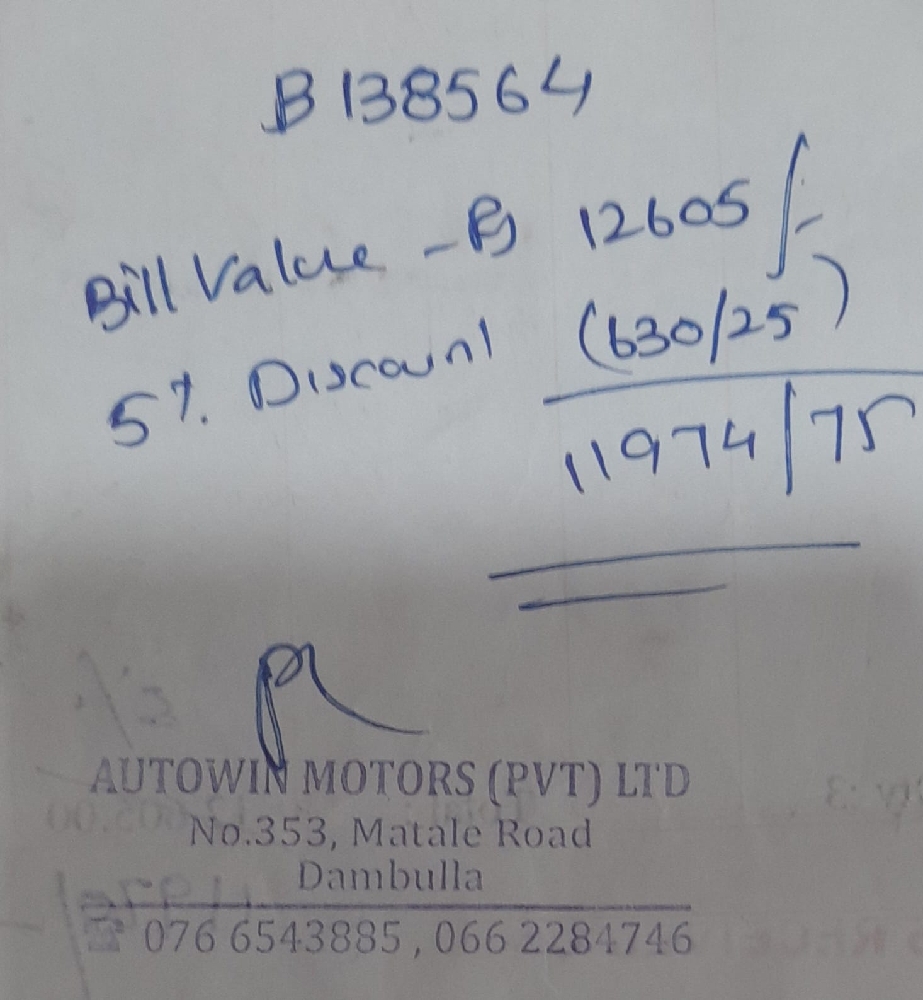 B138564
Bill Value - Rs 12605/-
5% Discount (630/25)
11974/75
AUTOWIN MOTORS (PVT) LTD
No.353, Matale Road
Dambulla
☎ 076 6543885 , 066 2284746